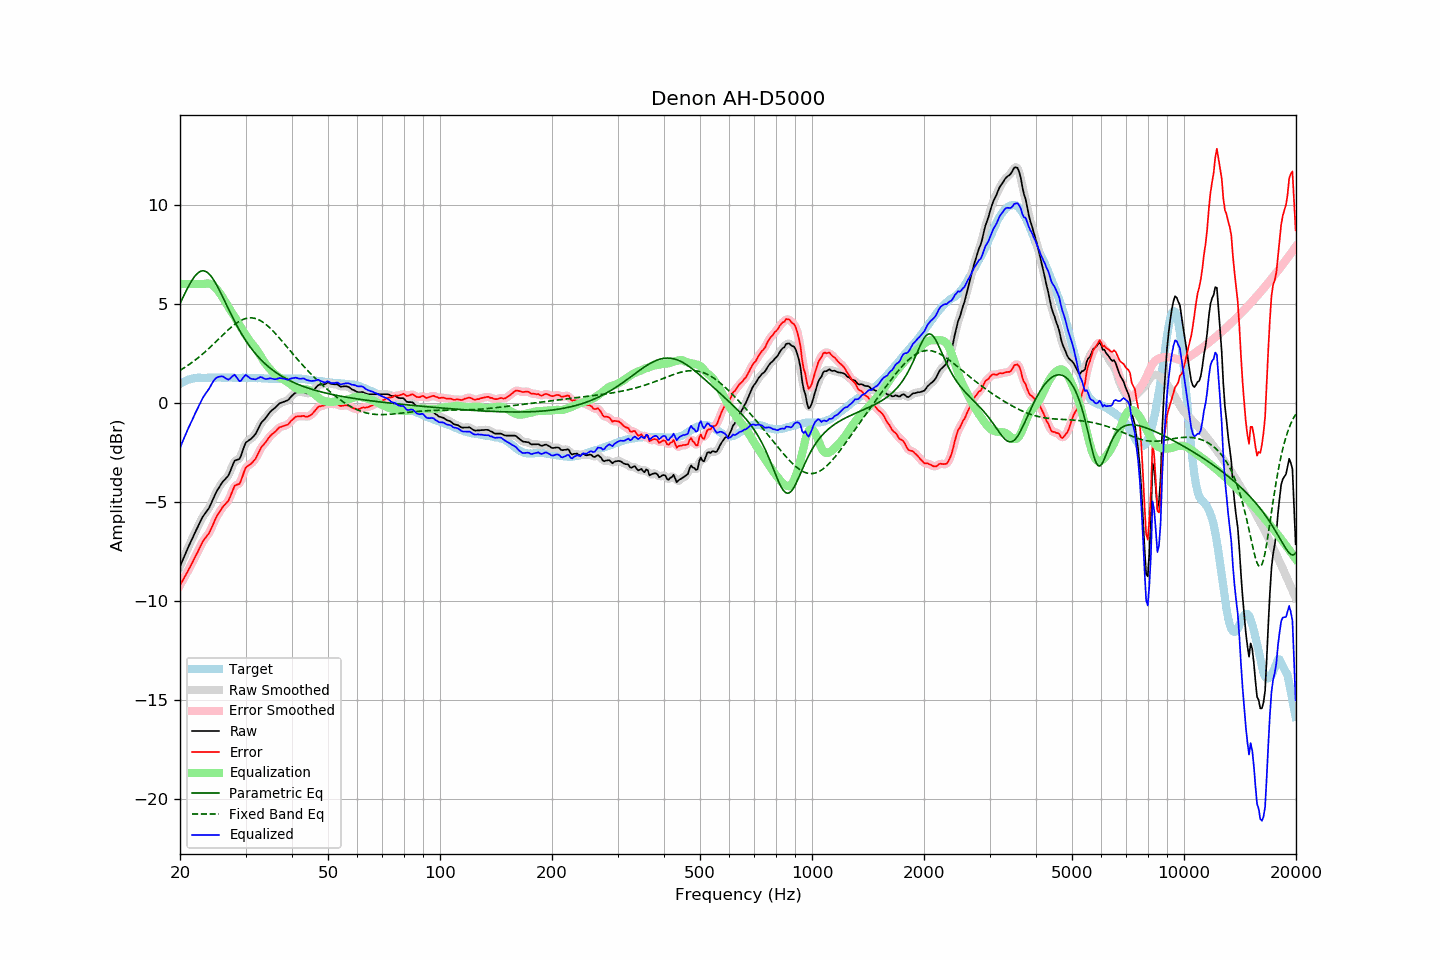 Denon AH-D5000
Amplitude (dBr)
10
5
0
−5
−10
−15
−20
Target
Raw Smoothed
Error Smoothed
Raw
Error
Equalization
Parametric Eq
Fixed Band Eq
Equalized
20
50
100
200
500
1000
2000
5000
10000
20000
Frequency (Hz)